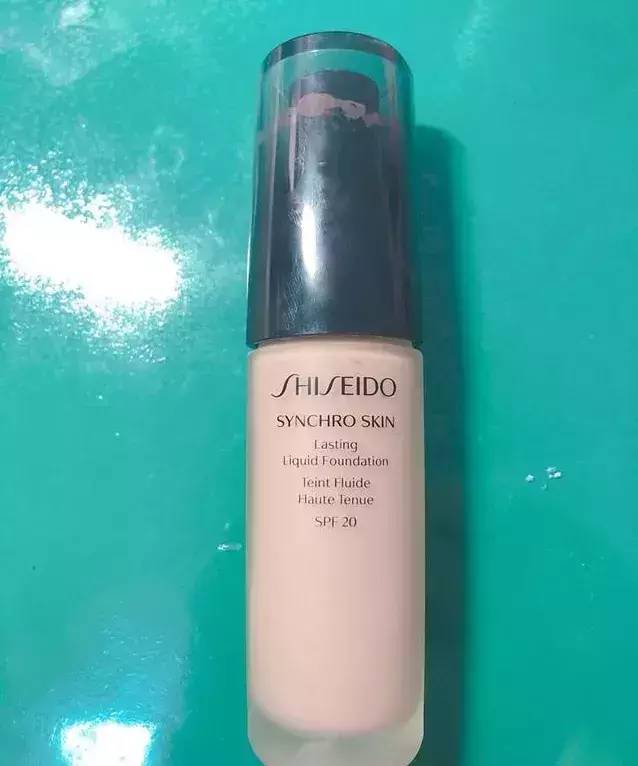 SHISEIDO
SYNCHRO SKIN
Lasting
Liquid Foundation
Teint Fluide
Haute Tenue
SPF 20